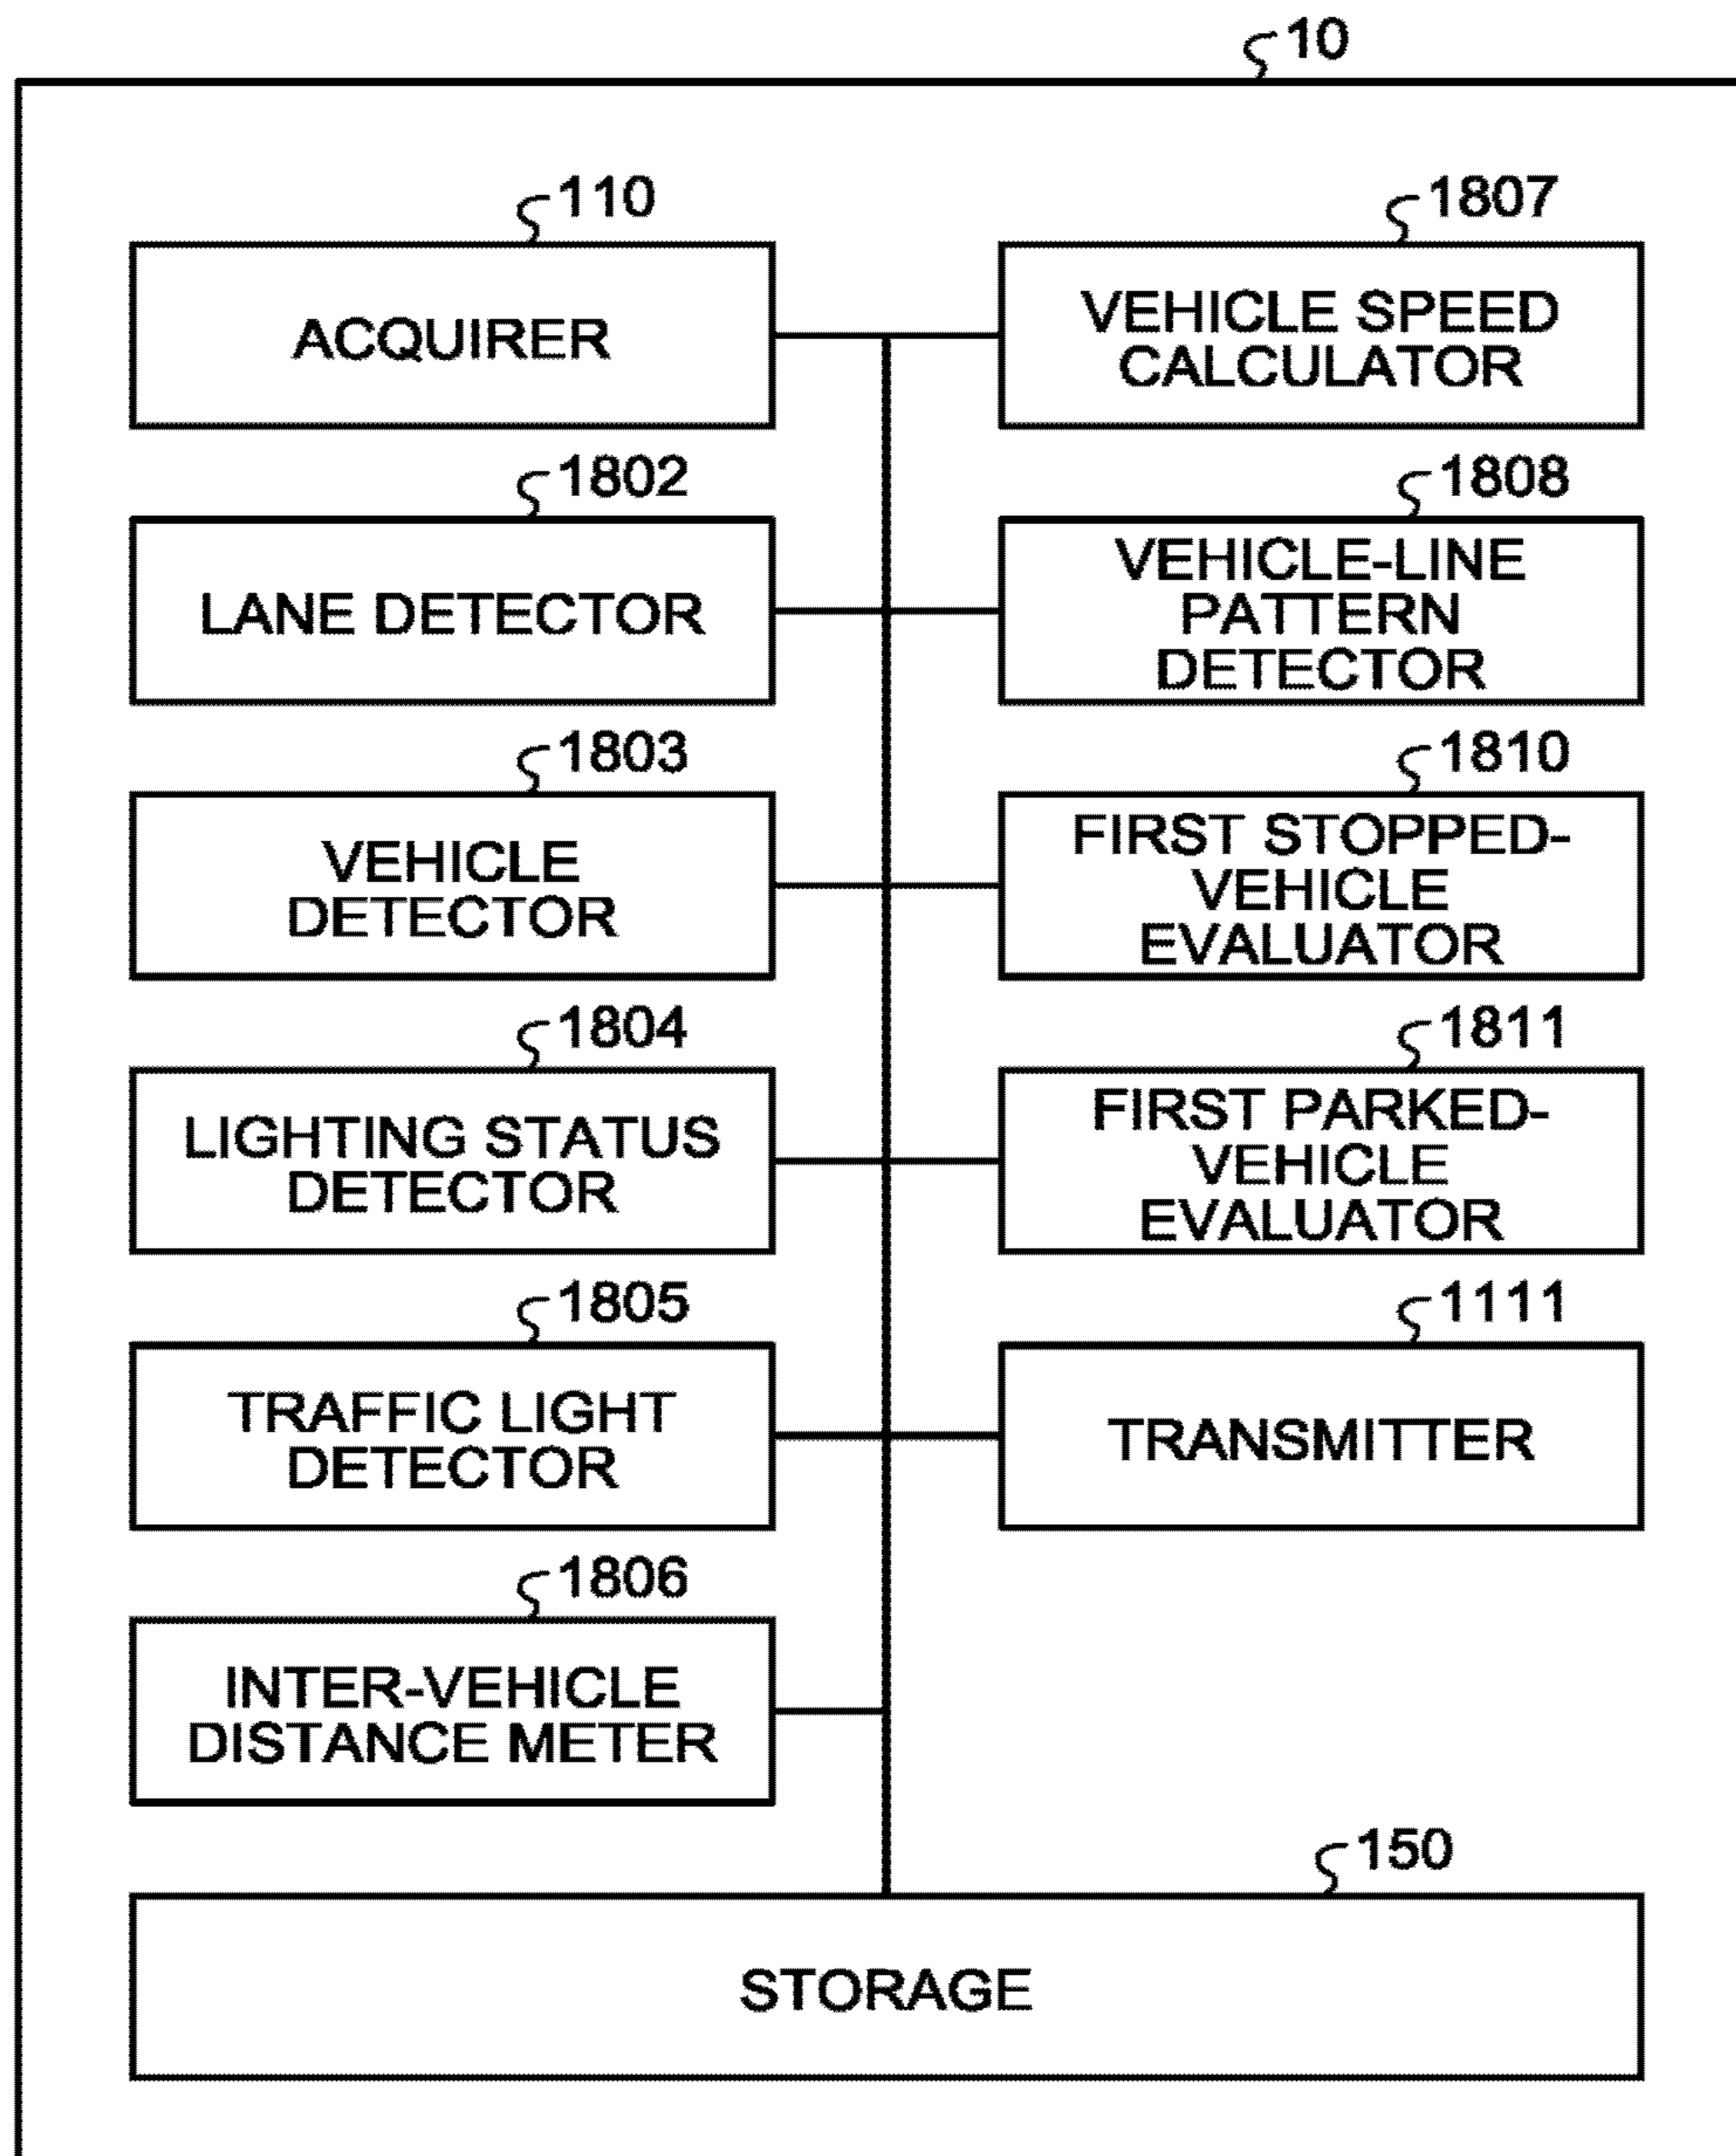 10
110
ACQUIRER
1807
VEHICLE SPEED
CALCULATOR
1802
LANE DETECTOR
1808
VEHICLE-LINE
PATTERN
DETECTOR
1803
VEHICLE
DETECTOR
1810
FIRST STOPPED-
VEHICLE
EVALUATOR
1804
LIGHTING STATUS
DETECTOR
1811
FIRST PARKED-
VEHICLE
EVALUATOR
1805
TRAFFIC LIGHT
DETECTOR
1111
TRANSMITTER
1806
INTER-VEHICLE
DISTANCE METER
150
STORAGE